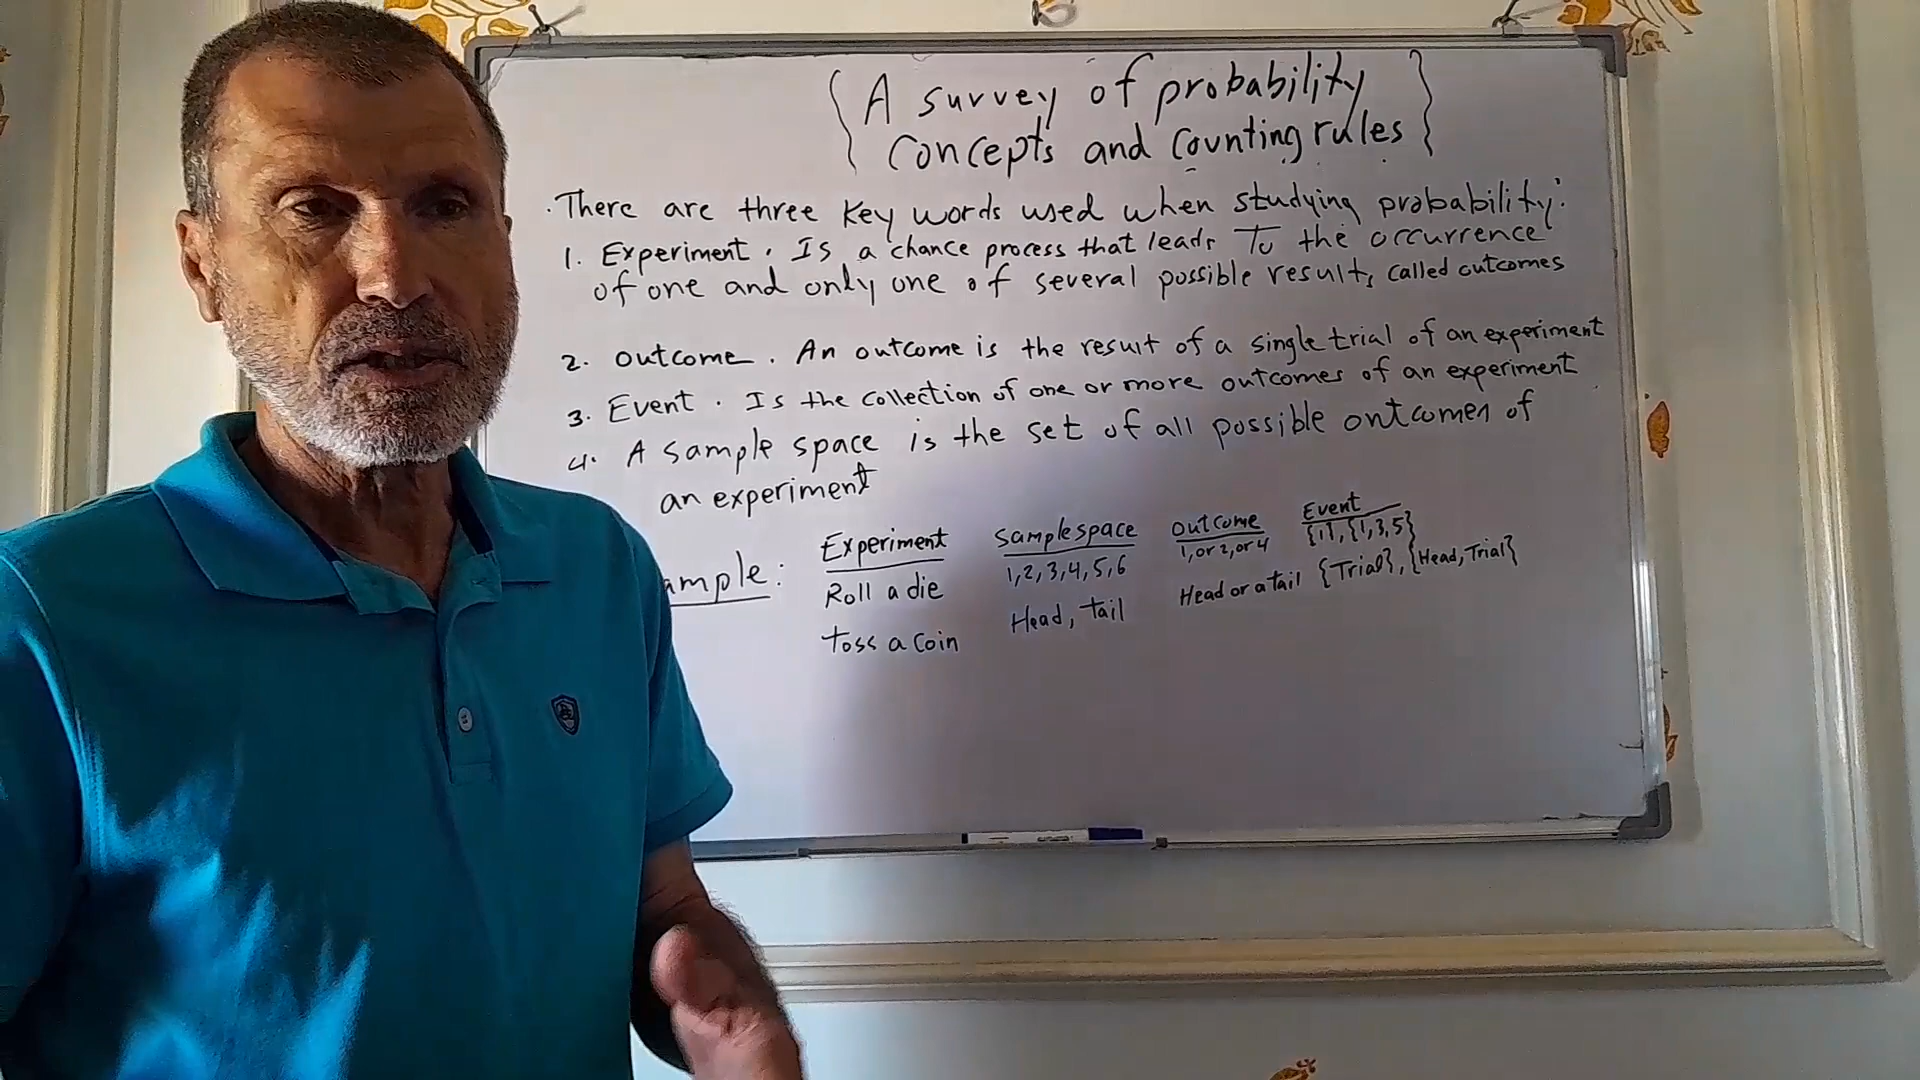 { A survey of probability
concepts and counting rules }
. There are three key words used when studying probability:
1. Experiment. Is a chance process that leads To the occurrence
of one and only one of several possible results called outcomes
2. outcome. An outcome is the result of a single trial of an experiment
3. Event. Is the collection of one or more outcomes of an experiment
4. A sample space is the set of all possible outcomes of
an experiment
ample:
Experiment Sample space outcome Event
Roll a die 1,2,3,4,5,6 1, or 2, or 4 {1}, {1,3,5}
toss a coin Head, tail Head or a tail {Trial}, {Head, Trial}